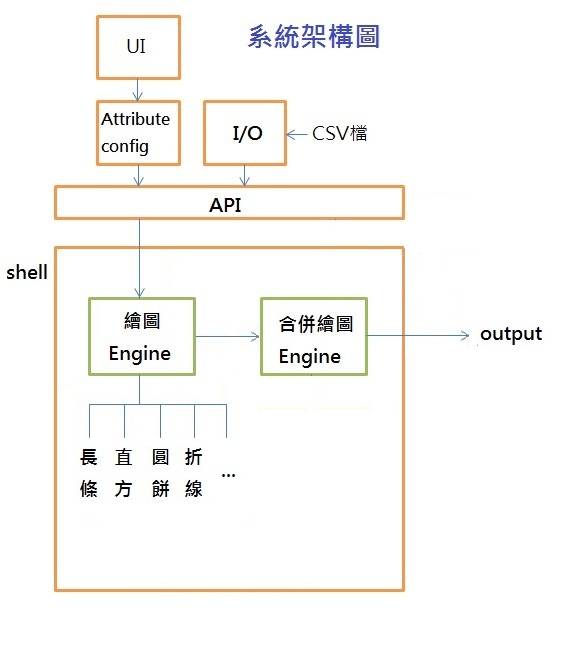 系統架構圖
UI
Attribute
config
I/O
CSV檔
API
shell
繪圖
Engine
合併繪圖
Engine
output
長條
直方
圓餅
折線
...